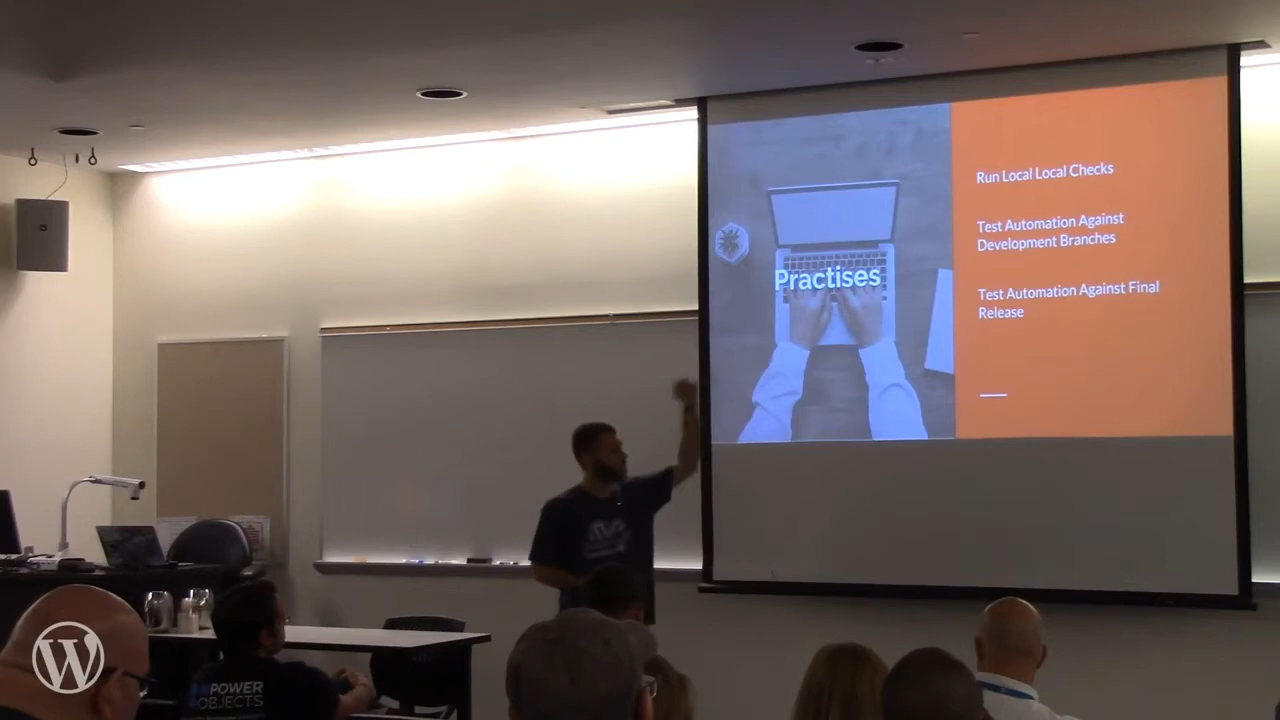 Practises
Run Local Local Checks
Test Automation Against
Development Branches
Test Automation Against Final
Release
POWER
OBJECTS